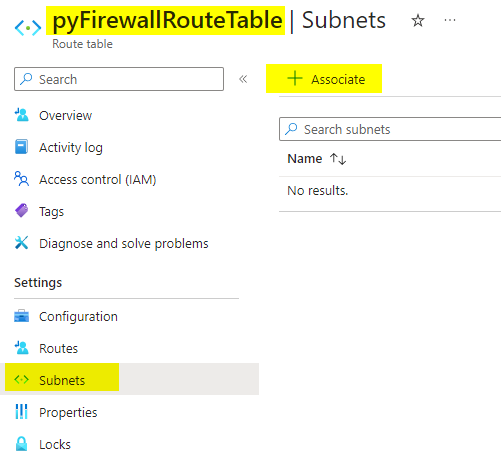 pyFirewallRouteTable | Subnets
Route table
Search
Associate
Overview
Activity log
Access control (IAM)
Tags
Diagnose and solve problems
Settings
Configuration
Routes
Subnets
Properties
Locks
Search subnets
Name
No results.